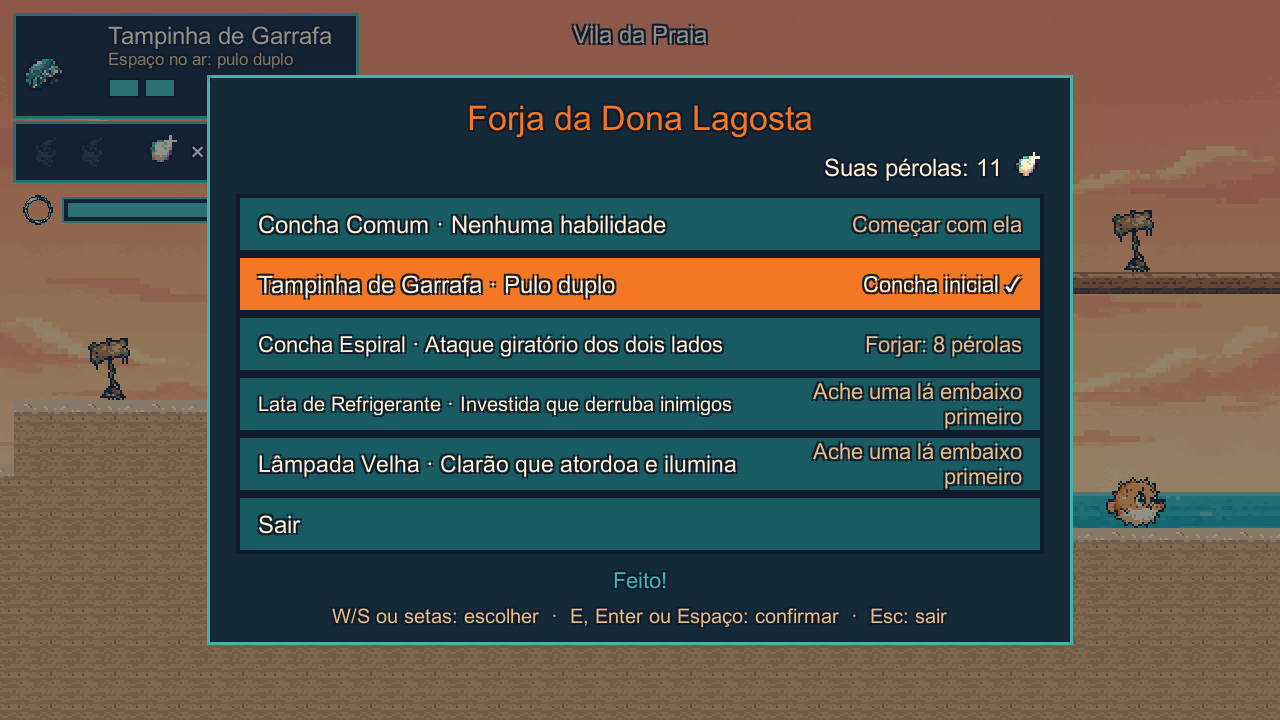 Tampinha de Garrafa
Espaço no ar: pulo duplo
Vila da Praia
×
Forja da Dona Lagosta
Suas pérolas: 11
Concha Comum · Nenhuma habilidade
Começar com ela
Tampinha de Garrafa · Pulo duplo
Concha inicial ✓
Concha Espiral · Ataque giratório dos dois lados
Forjar: 8 pérolas
Lata de Refrigerante · Investida que derruba inimigos
Ache uma lá embaixo
primeiro
Lâmpada Velha · Clarão que atordoa e ilumina
Ache uma lá embaixo
primeiro
Sair
Feito!
W/S ou setas: escolher · E, Enter ou Espaço: confirmar · Esc: sair